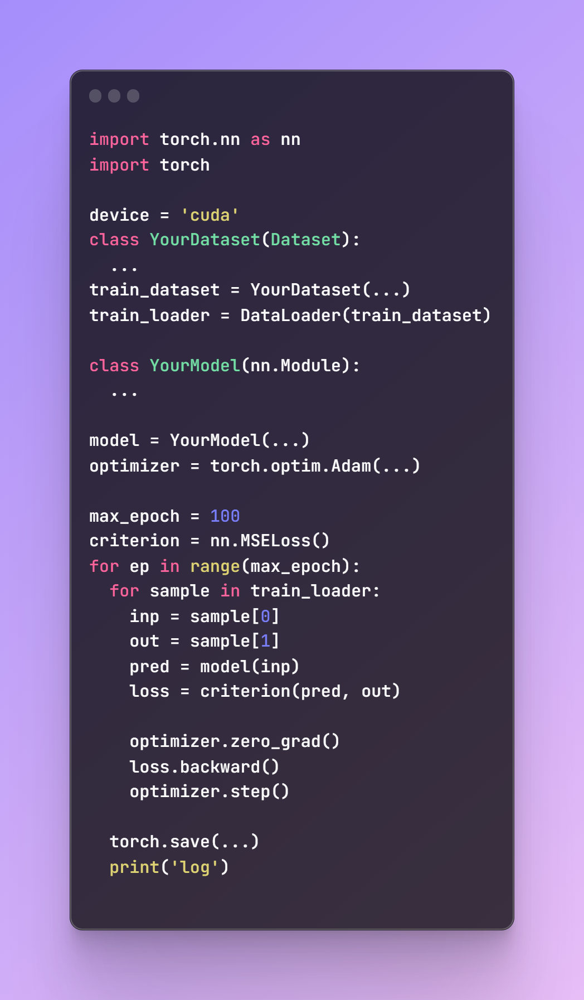 import torch.nn as nn
import torch

device = 'cuda'
class YourDataset(Dataset):
  ...
train_dataset = YourDataset(...)
train_loader = DataLoader(train_dataset)

class YourModel(nn.Module):
  ...

model = YourModel(...)
optimizer = torch.optim.Adam(...)

max_epoch = 100
criterion = nn.MSELoss()
for ep in range(max_epoch):
  for sample in train_loader:
    inp = sample[0]
    out = sample[1]
    pred = model(inp)
    loss = criterion(pred, out)

    optimizer.zero_grad()
    loss.backward()
    optimizer.step()

  torch.save(...)
  print('log')